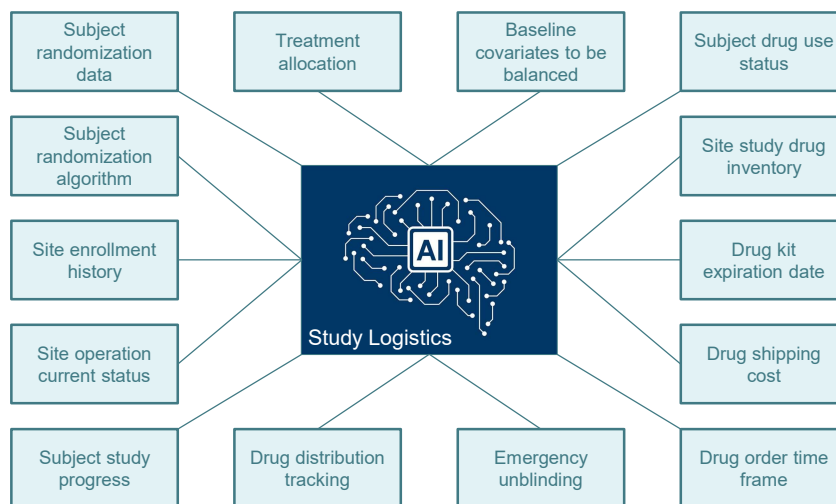 Subject
randomization
data
Treatment
allocation
Baseline
covariates to be
balanced
Subject drug use
status
Subject
randomization
algorithm
Site study drug
inventory
Site enrollment
history
AI
Drug kit
expiration date
Study Logistics
Site operation
current status
Drug shipping
cost
Subject study
progress
Drug distribution
tracking
Emergency
unblinding
Drug order time
frame